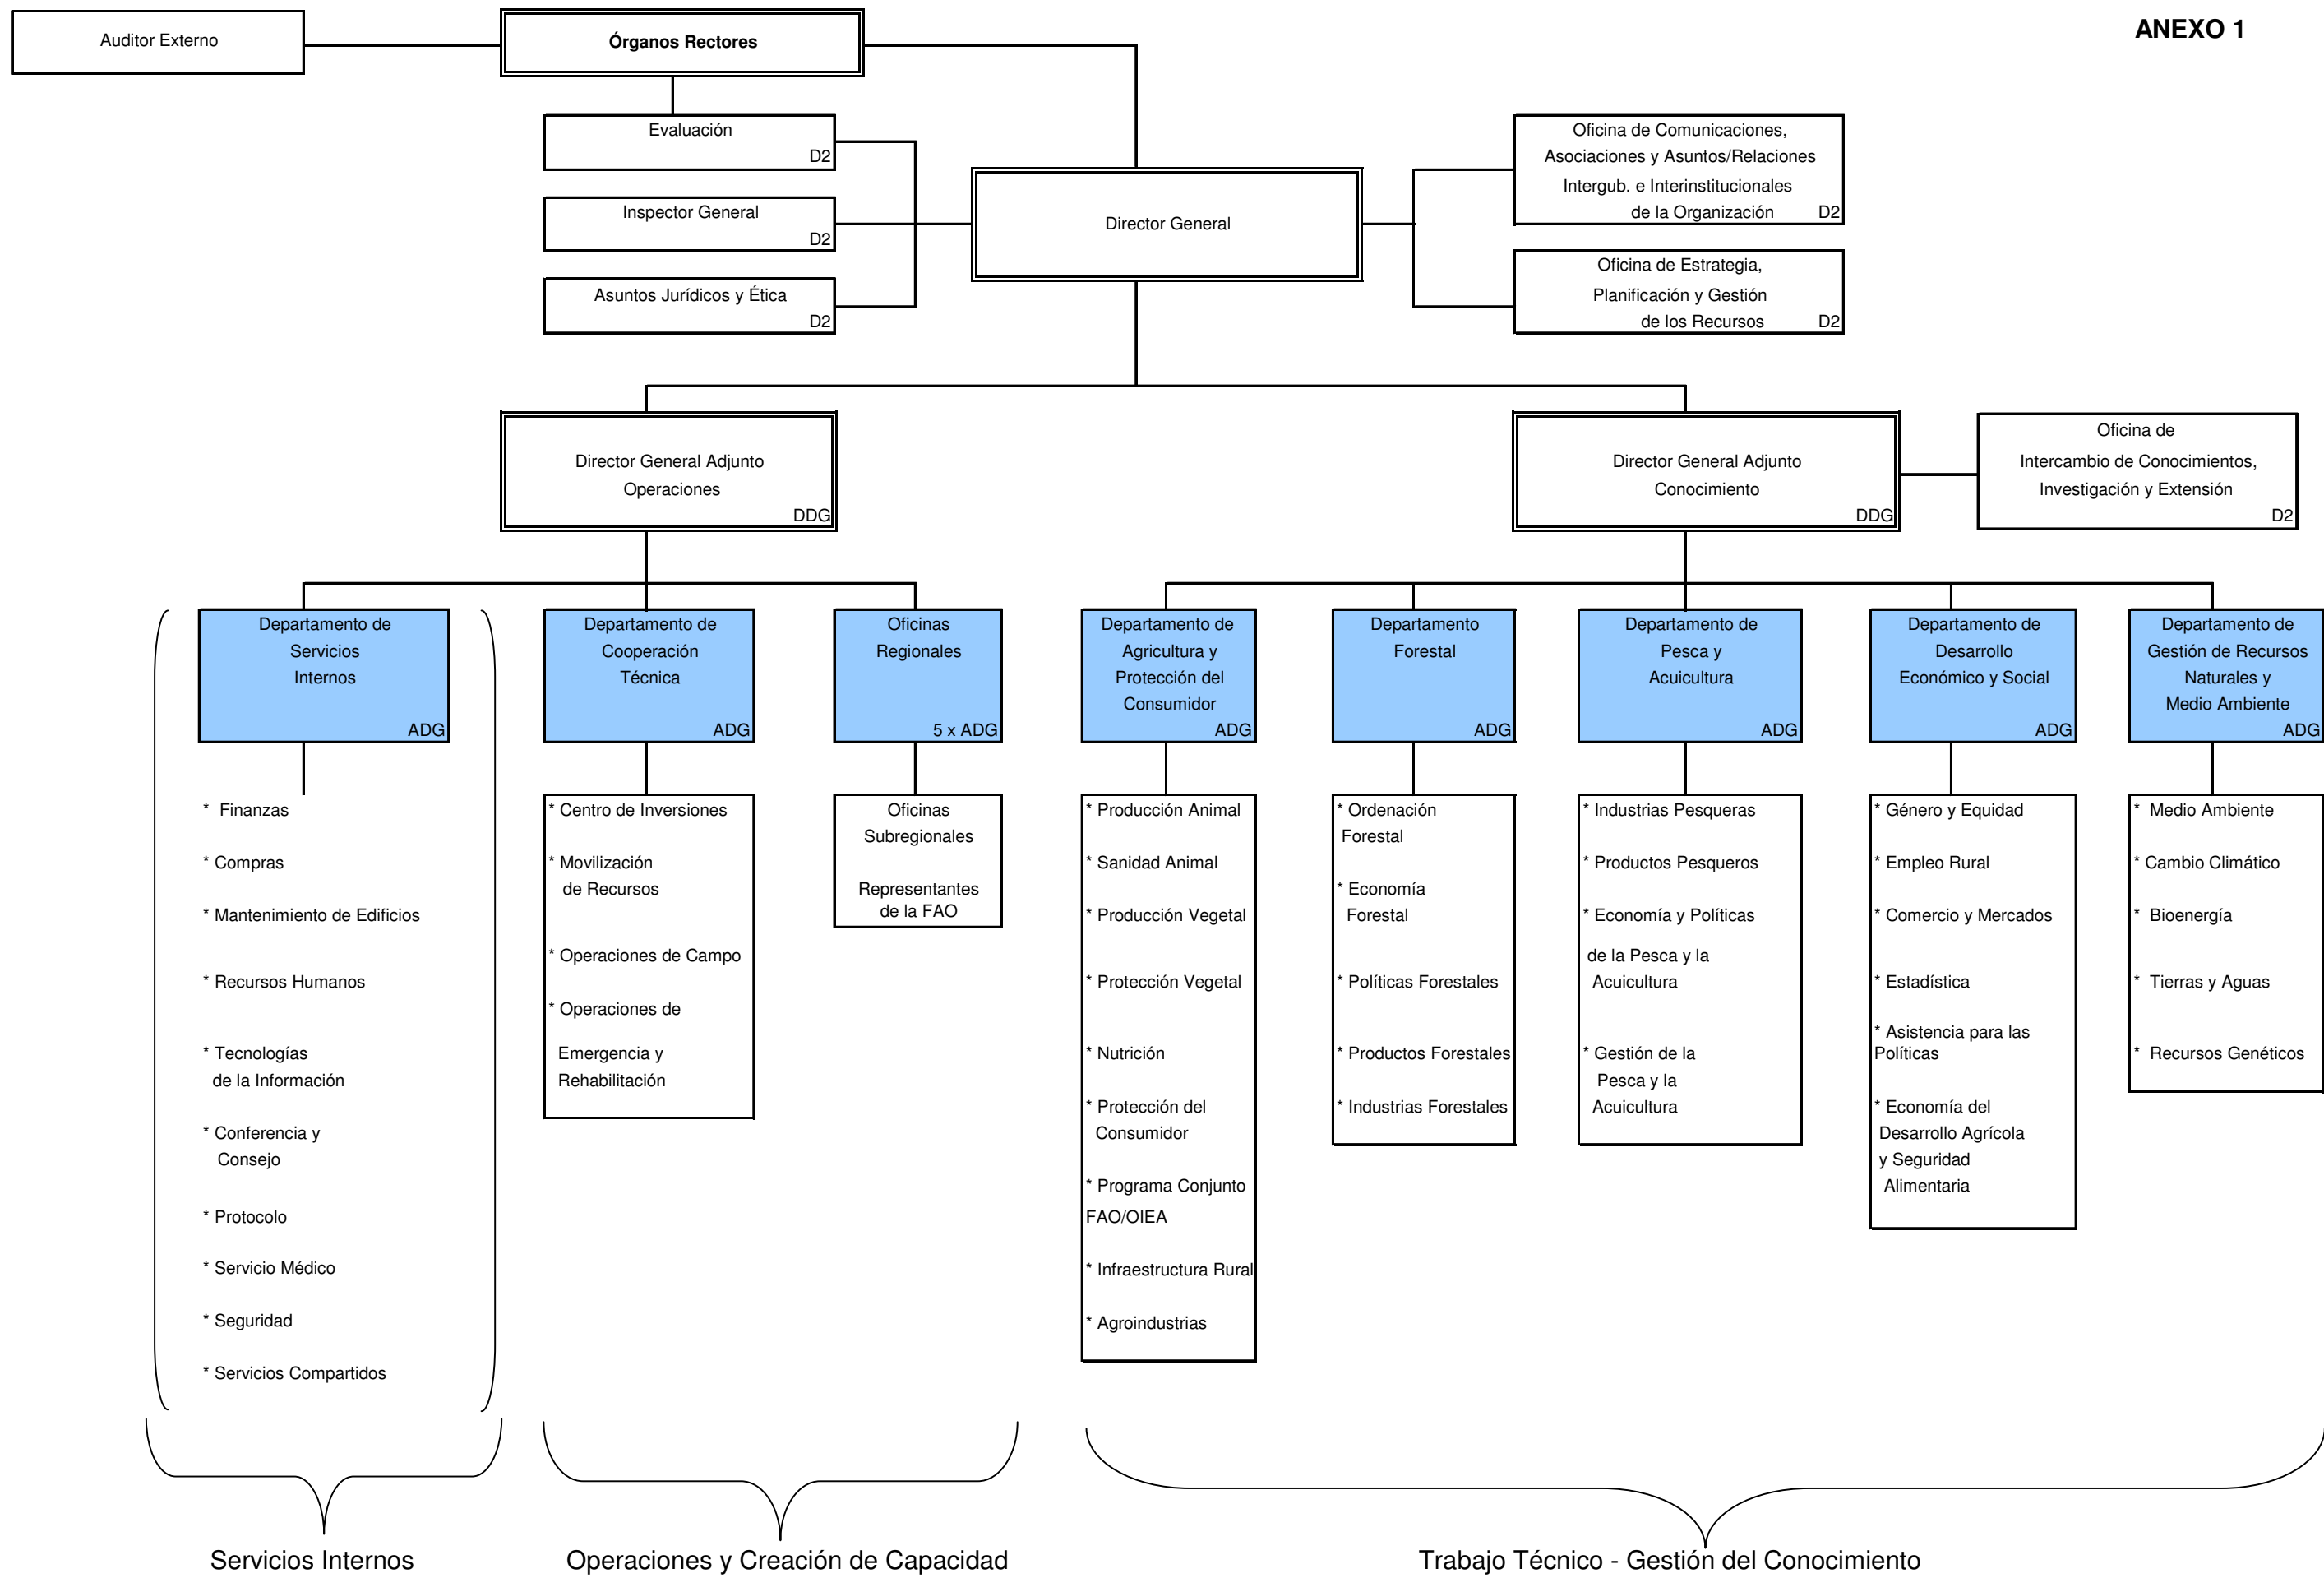 ANEXO 1
Auditor Externo
Órganos Rectores
Evaluación
D2
Inspector General
D2
Asuntos Jurídicos y Ética
D2
Director General
Oficina de Comunicaciones,
Asociaciones y Asuntos/Relaciones
Intergub. e Interinstitucionales
de la Organización D2
Oficina de Estrategia,
Planificación y Gestión
de los Recursos D2
Director General Adjunto
Operaciones
DDG
Director General Adjunto
Conocimiento
DDG
Oficina de
Intercambio de Conocimientos,
Investigación y Extensión
D2
Departamento de
Servicios
Internos
ADG
Departamento de
Cooperación
Técnica
ADG
Oficinas
Regionales
5 x ADG
Departamento de
Agricultura y
Protección del
Consumidor
ADG
Departamento
Forestal
ADG
Departamento de
Pesca y
Acuicultura
ADG
Departamento de
Desarrollo
Económico y Social
ADG
Departamento de
Gestión de Recursos
Naturales y
Medio Ambiente
ADG
* Finanzas
* Compras
* Mantenimiento de Edificios
* Recursos Humanos
* Tecnologías
de la Información
* Conferencia y
Consejo
* Protocolo
* Servicio Médico
* Seguridad
* Servicios Compartidos
* Centro de Inversiones
* Movilización
de Recursos
* Operaciones de Campo
* Operaciones de
Emergencia y
Rehabilitación
Oficinas
Subregionales
Representantes
de la FAO
* Producción Animal
* Sanidad Animal
* Producción Vegetal
* Protección Vegetal
* Nutrición
* Protección del
Consumidor
* Programa Conjunto
FAO/OIEA
* Infraestructura Rural
* Agroindustrias
* Ordenación
Forestal
* Economía
Forestal
* Políticas Forestales
* Productos Forestales
* Industrias Forestales
* Industrias Pesqueras
* Productos Pesqueros
* Economía y Políticas
de la Pesca y la
Acuicultura
* Gestión de la
Pesca y la
Acuicultura
* Género y Equidad
* Empleo Rural
* Comercio y Mercados
* Estadística
* Asistencia para las
Políticas
* Economía del
Desarrollo Agrícola
y Seguridad
Alimentaria
* Medio Ambiente
* Cambio Climático
* Bioenergía
* Tierras y Aguas
* Recursos Genéticos
Servicios Internos
Operaciones y Creación de Capacidad
Trabajo Técnico - Gestión del Conocimiento